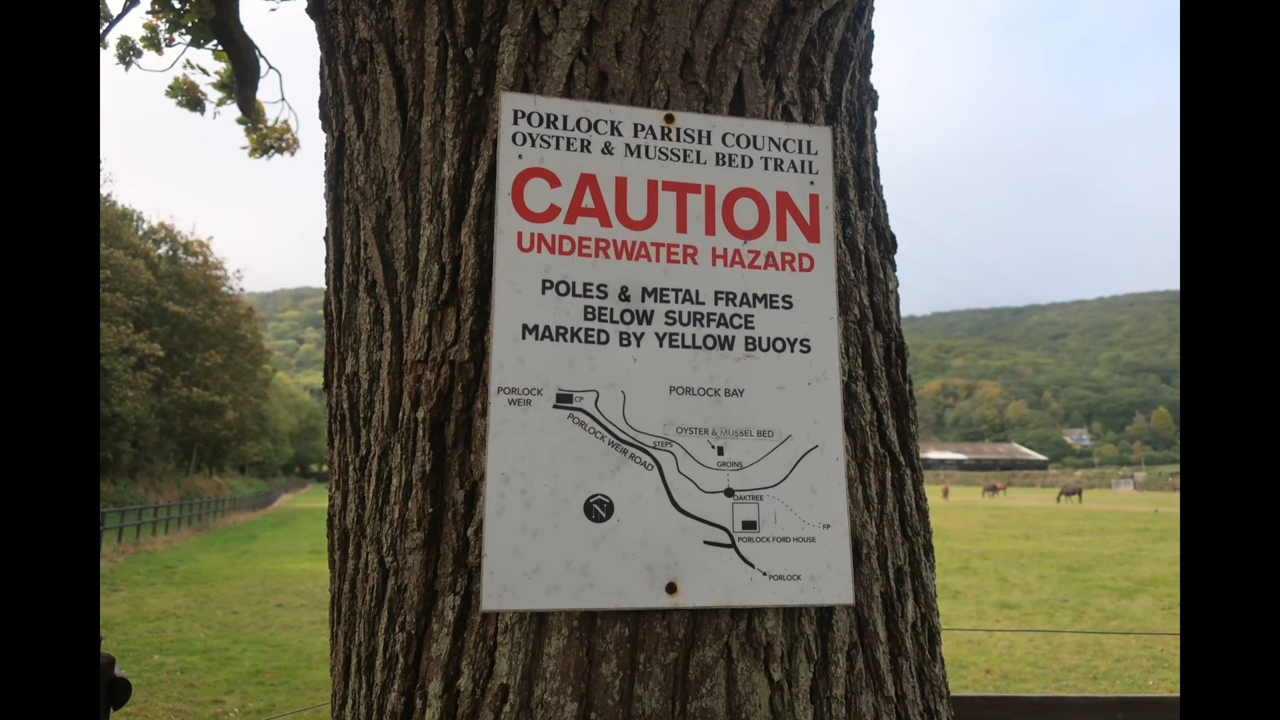 PORLOCK PARISH COUNCIL
OYSTER & MUSSEL BED TRAIL
CAUTION
UNDERWATER HAZARD
POLES & METAL FRAMES
BELOW SURFACE
MARKED BY YELLOW BUOYS
PORLOCK
WEIR
CP
PORLOCK BAY
PORLOCK WEIR ROAD
OYSTER & MUSSEL BED
STEPS
GROINS
OAKTREE
N
FP
PORLOCK FORD HOUSE
PORLOCK